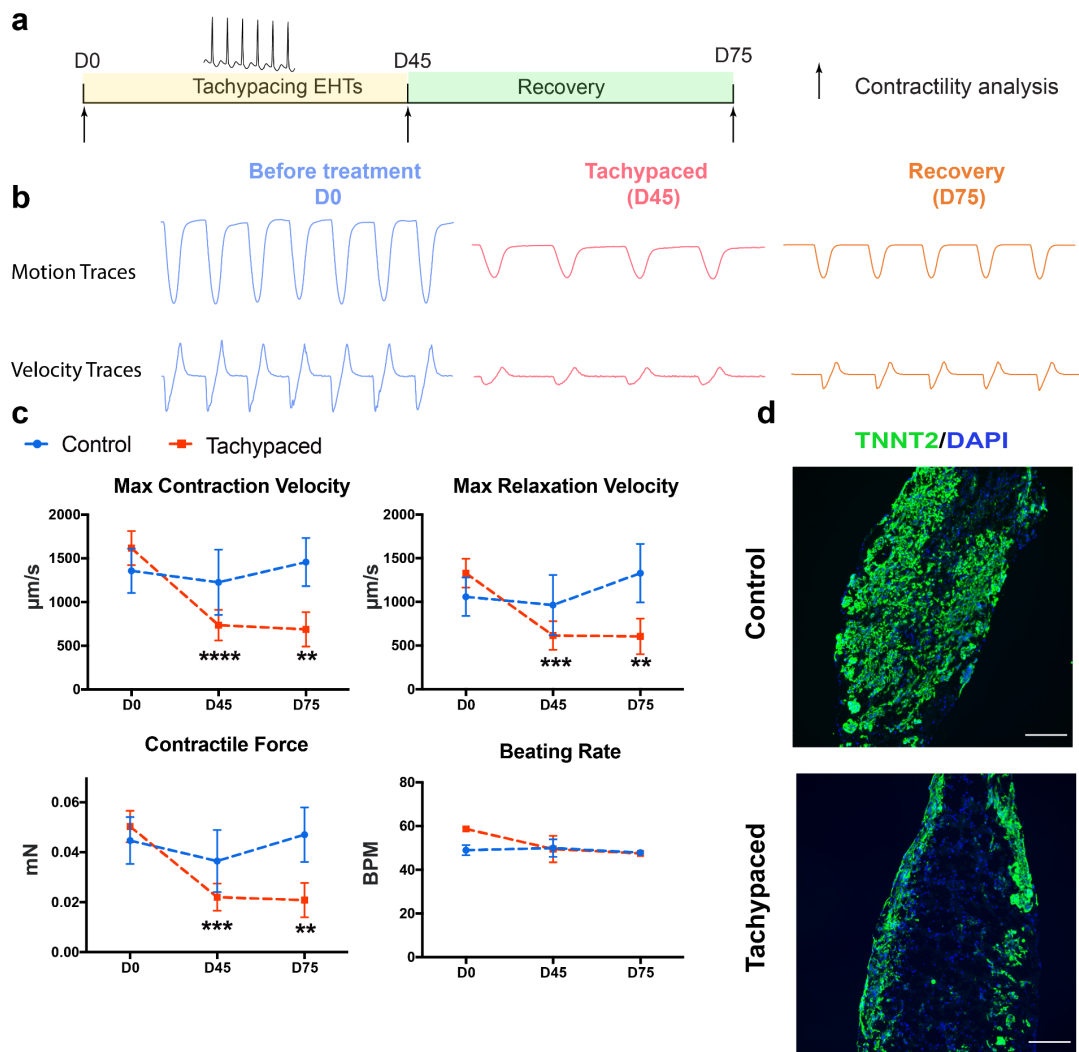 a
D0
D45
D75
Tachypacing EHTs
Recovery
Contractility analysis
b
Before treatment
D0
Tachypaced
(D45)
Recovery
(D75)
Motion Traces
Velocity Traces
c
Control
Tachypaced
Max Contraction Velocity
µm/s
2000
1500
1000
500
0
****
**
D0
D45
D75
Max Relaxation Velocity
µm/s
2000
1500
1000
500
0
***
**
D0
D45
D75
Contractile Force
mN
0.06
0.04
0.02
0.00
***
**
D0
D45
D75
Beating Rate
BPM
80
60
40
20
0
D0
D45
D75
d
TNNT2/DAPI
Control
Tachypaced